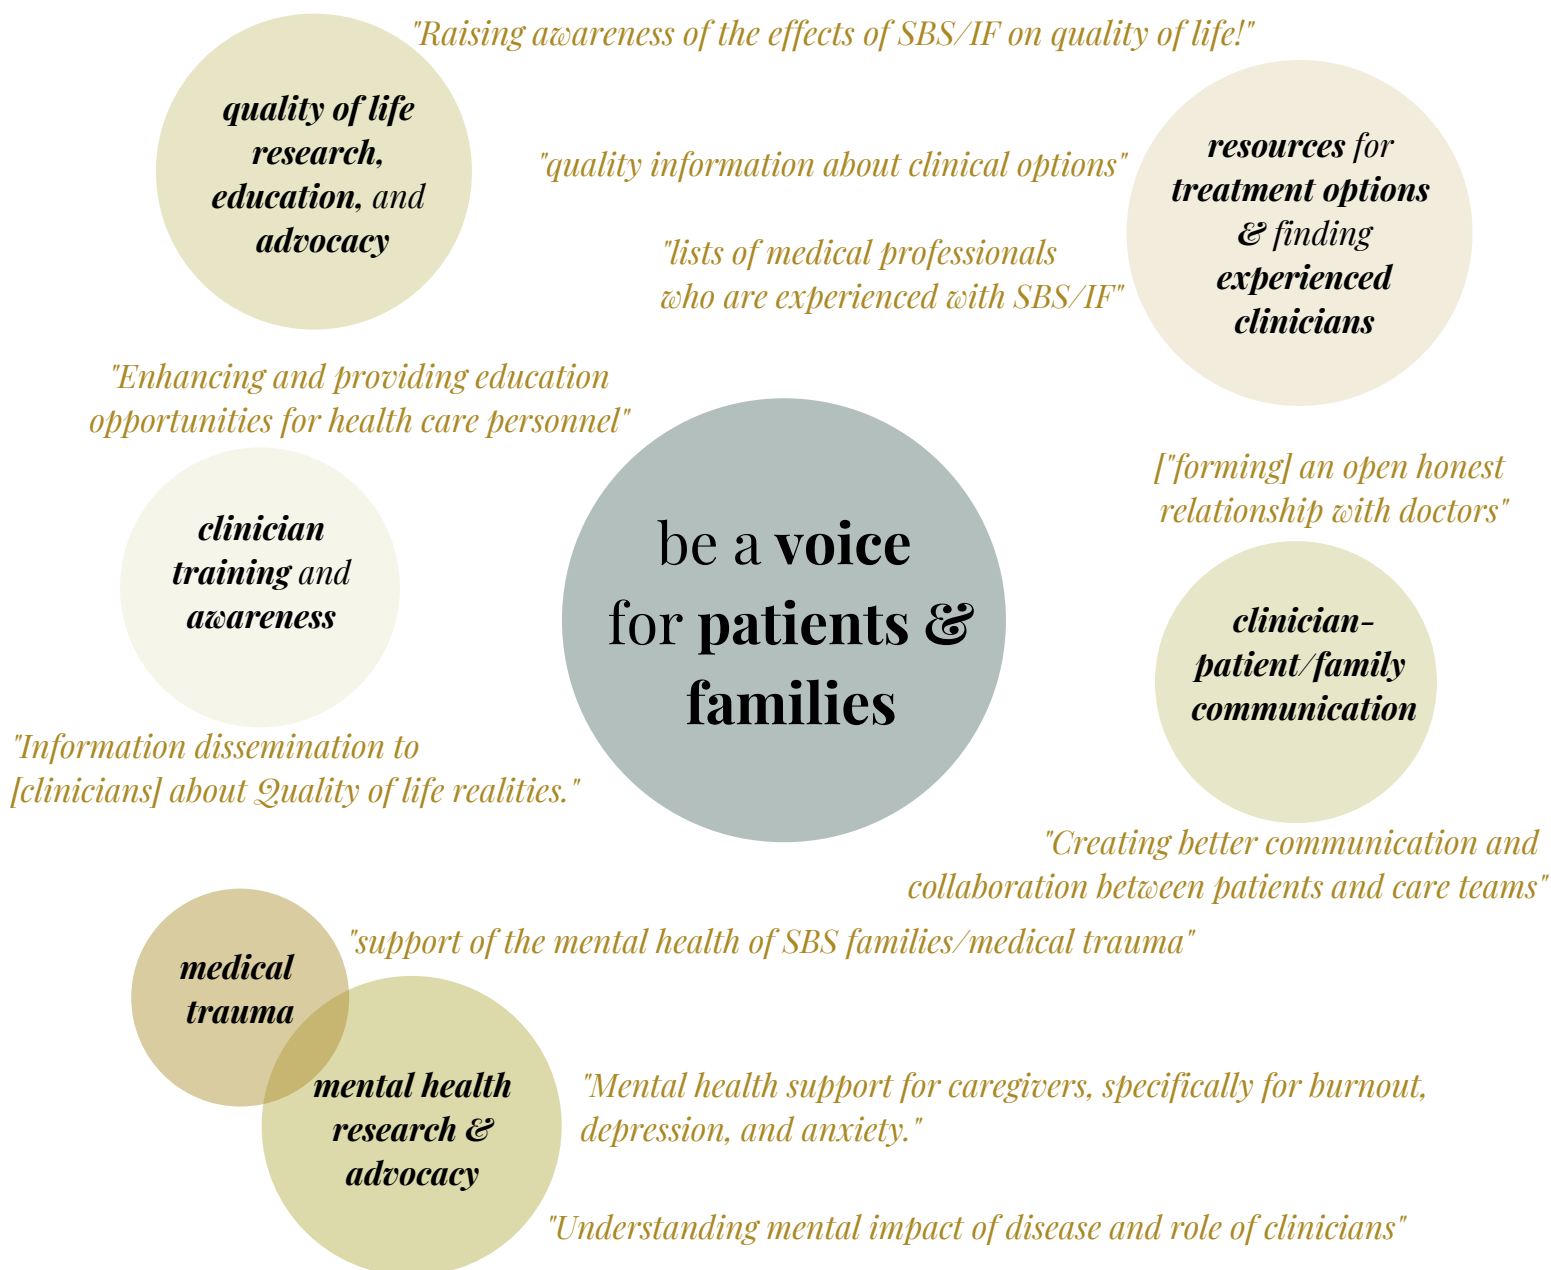 "Raising awareness of the effects of SBS/IF on quality of life!"
quality of life
research,
education, and
advocacy
"quality information about clinical options"
"lists of medical professionals
who are experienced with SBS/IF"
resources for
treatment options
& finding
experienced
clinicians
"Enhancing and providing education
opportunities for health care personnel"
clinician
training and
awareness
"Information dissemination to
[clinicians] about Quality of life realities."
be a voice
for patients &
families
["forming] an open honest
relationship with doctors"
clinician-
patient/family
communication
"Creating better communication and
collaboration between patients and care teams"
medical
trauma
"support of the mental health of SBS families/medical trauma"
mental health
research &
advocacy
"Mental health support for caregivers, specifically for burnout,
depression, and anxiety."
"Understanding mental impact of disease and role of clinicians"